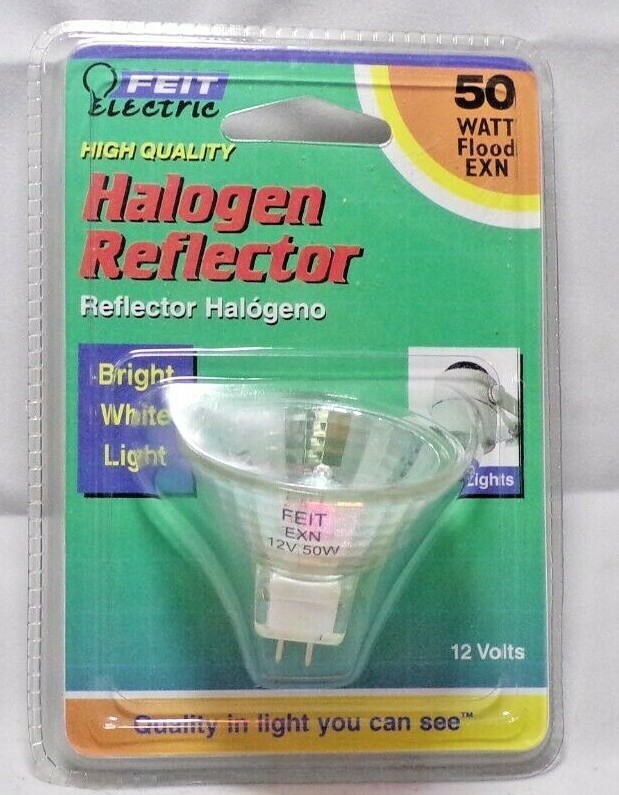 FEIT
ELECTRIC
50
WATT
Flood
EXN
HIGH QUALITY
Halogen
Reflector
Reflector Halógeno
Bright
White
Light
Lights
FEIT
EXN
12V 50W
12 Volts
Quality in light you can see™